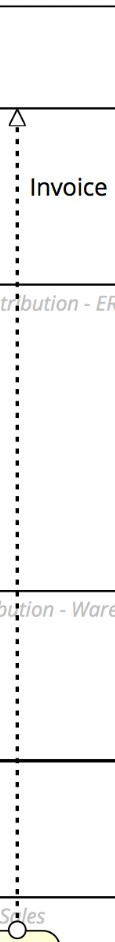 Invoice
tribution - ER
bution - Ware
Sales